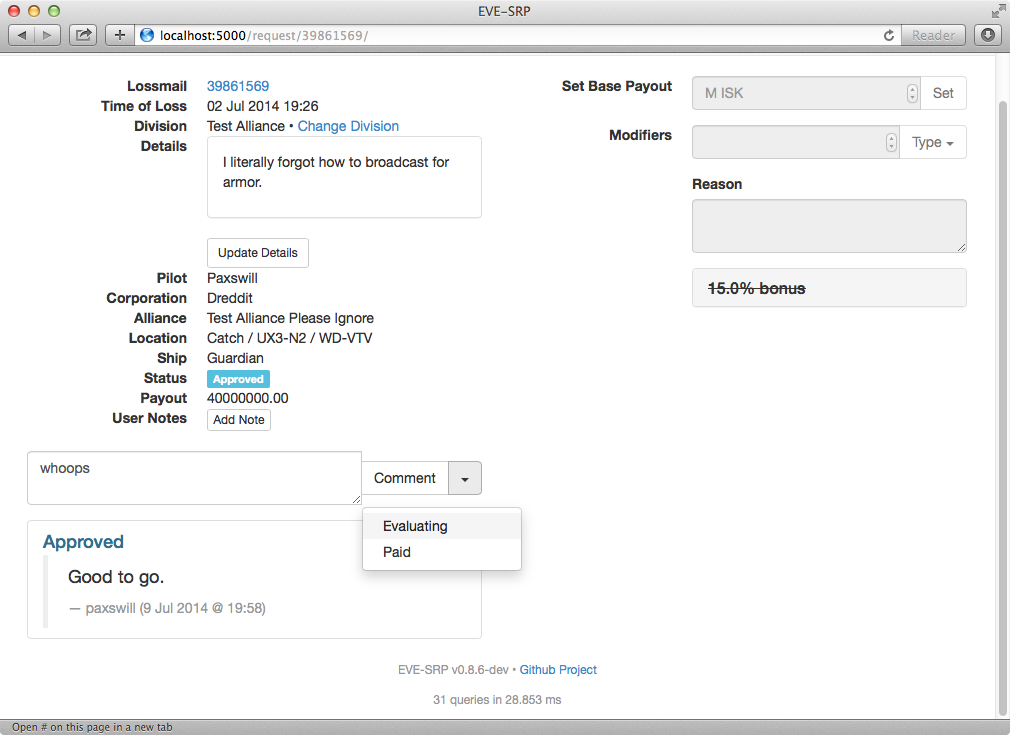 EVE-SRP
localhost:5000/request/39861569/
Reader
Lossmail 39861569
Time of Loss 02 Jul 2014 19:26
Division Test Alliance • Change Division
Details
I literally forgot how to broadcast for
armor.
Update Details
Pilot Paxswill
Corporation Dreddit
Alliance Test Alliance Please Ignore
Location Catch / UX3-N2 / WD-VTV
Ship Guardian
Status Approved
Payout 40000000.00
User Notes Add Note
Set Base Payout M ISK Set
Modifiers Type
Reason
15.0% bonus
whoops
Comment
Evaluating
Paid
Approved
Good to go.
— paxswill (9 Jul 2014 @ 19:58)
EVE-SRP v0.8.6-dev • Github Project
31 queries in 28.853 ms
Open # on this page in a new tab